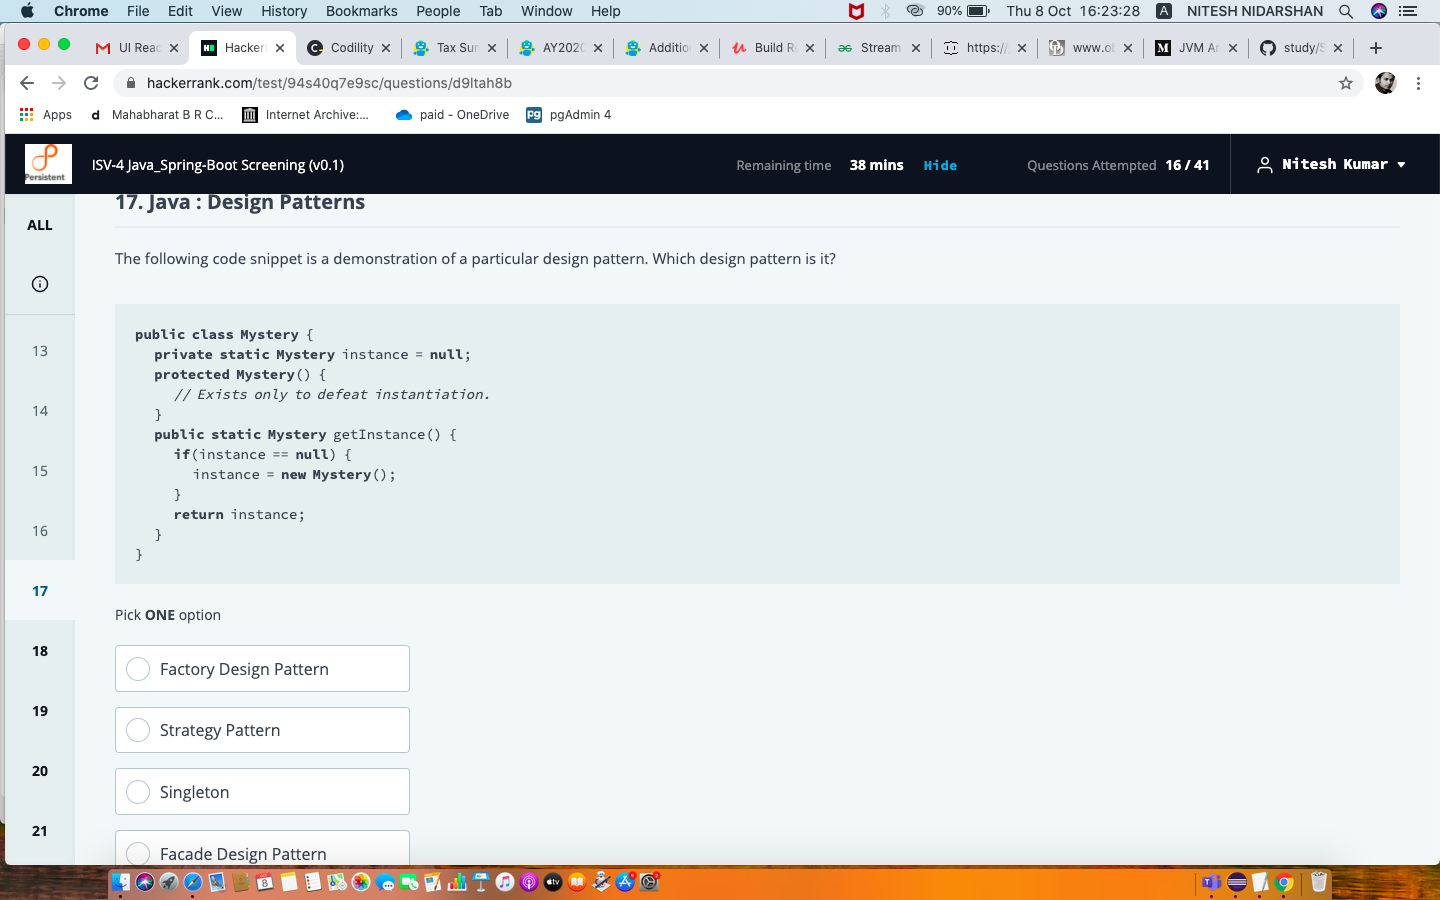 Chrome File Edit View History Bookmarks People Tab Window Help 90% Thu 8 Oct 16:23:28 A NITESH NIDARSHAN
UI Reac Hacker Codility Tax Su AY202 Additio Build R Stream https:// www.o JVM A study/S
hackerrank.com/test/94s40q7e9sc/questions/d9ltah8b
Apps d Mahabharat B R C... Internet Archive:... paid - OneDrive pgAdmin 4
Persistent
ISV-4 Java_Spring-Boot Screening (v0.1) Remaining time 38 mins Hide Questions Attempted 16 / 41 Nitesh Kumar
17. Java : Design Patterns
ALL
The following code snippet is a demonstration of a particular design pattern. Which design pattern is it?
public class Mystery {
private static Mystery instance = null;
protected Mystery() {
// Exists only to defeat instantiation.
}
public static Mystery getInstance() {
if(instance == null) {
instance = new Mystery();
}
return instance;
}
}
13
14
15
16
17
18
19
20
21
Pick ONE option
Factory Design Pattern
Strategy Pattern
Singleton
Facade Design Pattern